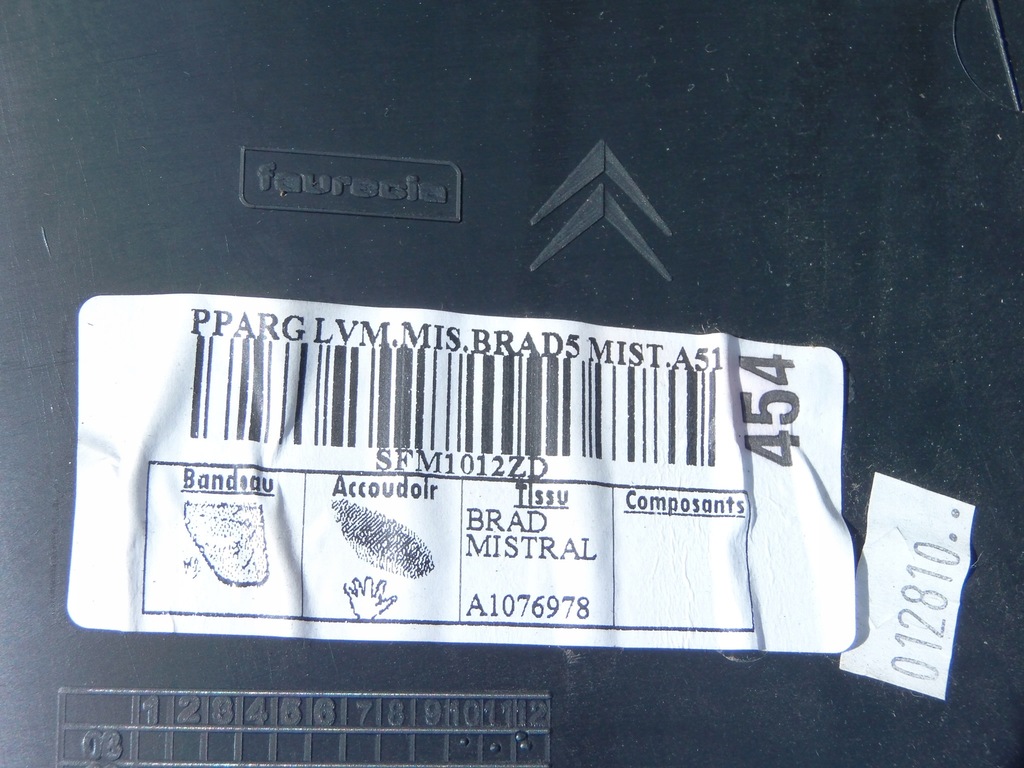 faurecia
PPARG LVM.MIS.BRAD5 MIST.A51
454
SFM1012ZD
Bandeau Accoudoir Tissu Composants
BRAD
MISTRAL
A1076978
012810..
1 2 3 4 5 6 7 8 9 10 11 12
03